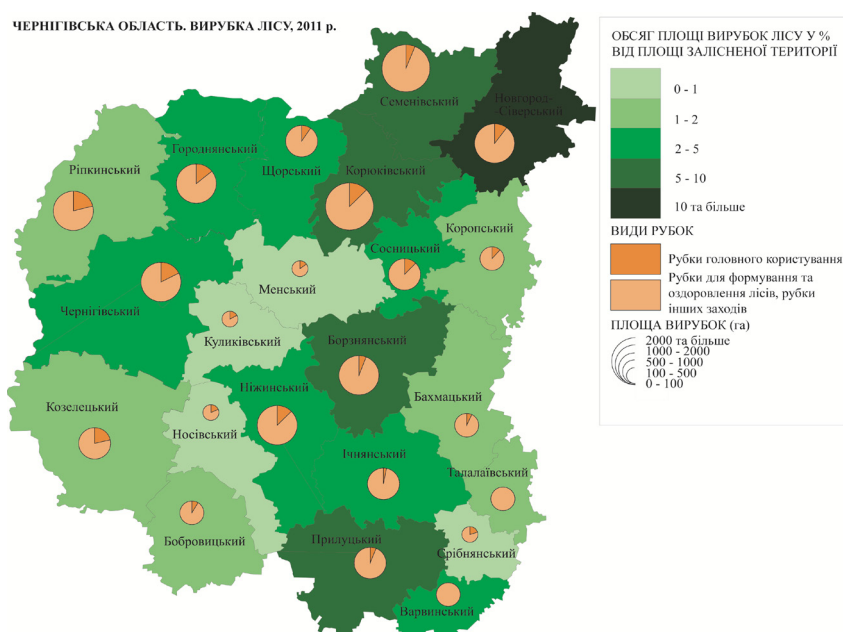 ЧЕРНІГІВСЬКА ОБЛАСТЬ. ВИРУБКА ЛІСУ, 2011 р.
Семенівський
Новгород-
-Сіверський
Городнянський
Ріпкинський
Щорський
Корюківський
Коропський
Сосницький
Менський
Чернігівський
Куликівський
Борзнянський
Ніжинський
Бахмацький
Козелецький
Носівський
Ічнянський
Талалаївський
Бобровицький
Прилуцький
Срібнянський
Варвинський
ОБСЯГ ПЛОЩІ ВИРУБОК ЛІСУ У %
ВІД ПЛОЩІ ЗАЛІСНЕНОЇ ТЕРИТОРІЇ
0 - 1
1 - 2
2 - 5
5 - 10
10 та більше
ВИДИ РУБОК
Рубки головного користування
Рубки для формування та
оздоровлення лісів, рубки
інших заходів
ПЛОЩА ВИРУБОК (га)
2000 та більше
1000 - 2000
500 - 1000
100 - 500
0 - 100